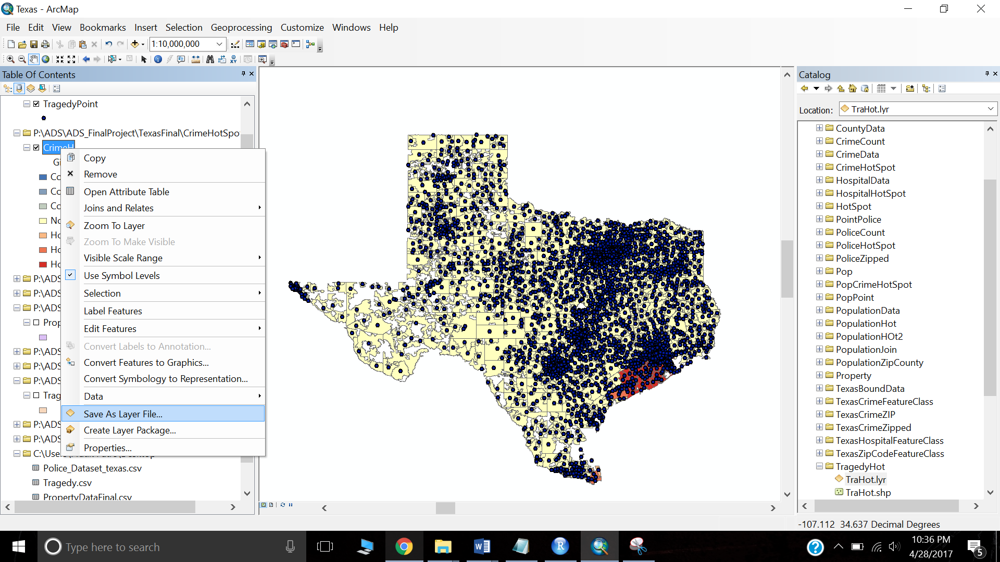 Texas - ArcMap
File Edit View Bookmarks Insert Selection Geoprocessing Customize Windows Help
1:10,000,000
Table Of Contents
TragedyPoint
P:\ADS\ADS_FinalProject\TexasFinal\CrimeHotSpo
CrimeH
Gi
Co
Co
Co
No
Ho
Ho
Ho
P:\ADS
P:\ADS
P:\ADS
Prop
P:\ADS
P:\ADS
P:\ADS
Trag
P:\ADS
P:\ADS
C:\Users
Police_Dataset_texas.csv
Tragedy.csv
PropertyDataFinal.csv
Copy
Remove
Open Attribute Table
Joins and Relates
Zoom To Layer
Zoom To Make Visible
Visible Scale Range
Use Symbol Levels
Selection
Label Features
Edit Features
Convert Labels to Annotation...
Convert Features to Graphics...
Convert Symbology to Representation...
Data
Save As Layer File...
Create Layer Package...
Properties...
Catalog
Location: TraHot.lyr
CountyData
CrimeCount
CrimeData
CrimeHotSpot
HospitalData
HospitalHotSpot
HotSpot
PointPolice
PoliceCount
PoliceHotSpot
PoliceZipped
Pop
PopCrimeHotSpot
PopPoint
PopulationData
PopulationHot
PopulationHOt2
PopulationJoin
PopulationZipCounty
Property
TexasBoundData
TexasCrimeFeatureClass
TexasCrimeZIP
TexasCrimeZipped
TexasHospitalFeatureClass
TexasZipCodeFeatureClass
TragedyHot
TraHot.lyr
TraHot.shp
-107.112 34.637 Decimal Degrees
Type here to search
10:36 PM
4/28/2017
5